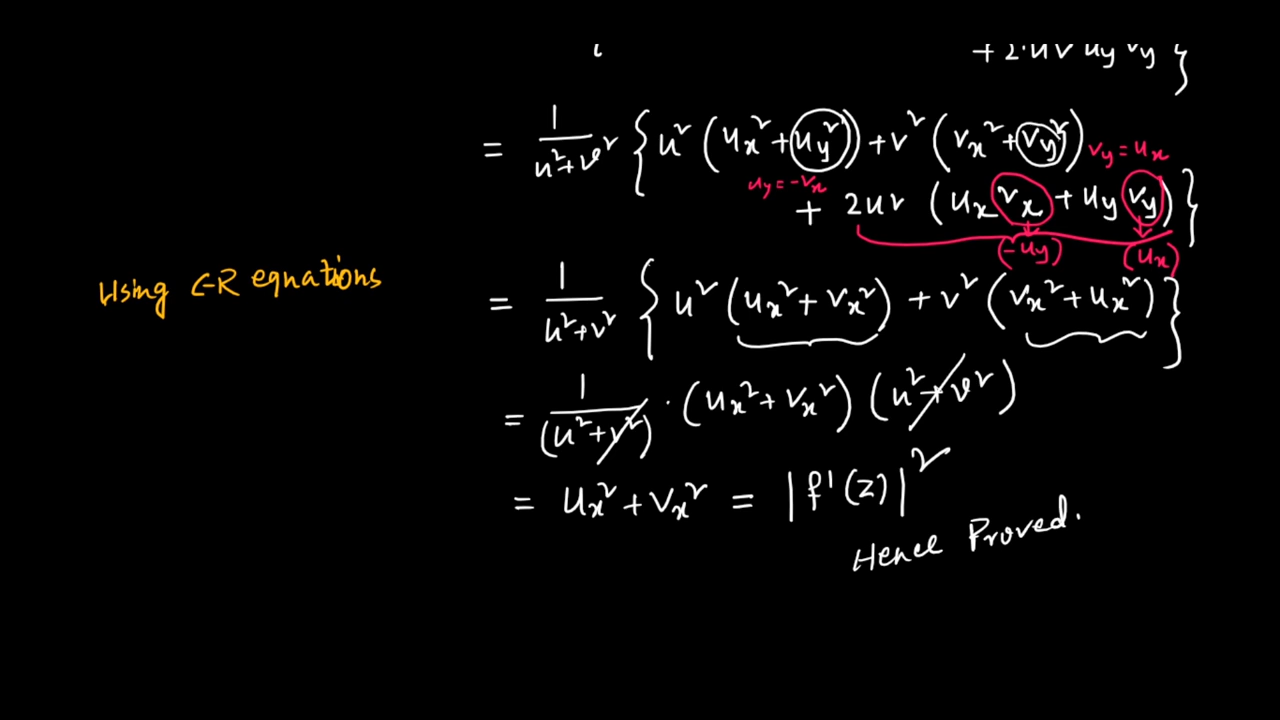 + 2·uv uy vy }
= 1/(u²+v²) { u² (ux² + uy²) + v² (vx² + vy²)
vy = ux
uy = -vx
+ 2uv (ux vx + uy vy) }
(-uy) (ux)
Using C-R equations
= 1/(u²+v²) { u² (ux² + vx²) + v² (vx² + ux²) }
= 1/(u²+v²) · (ux² + vx²) (u² + v²)
= ux² + vx² = |f'(z)|²
Hence Proved.